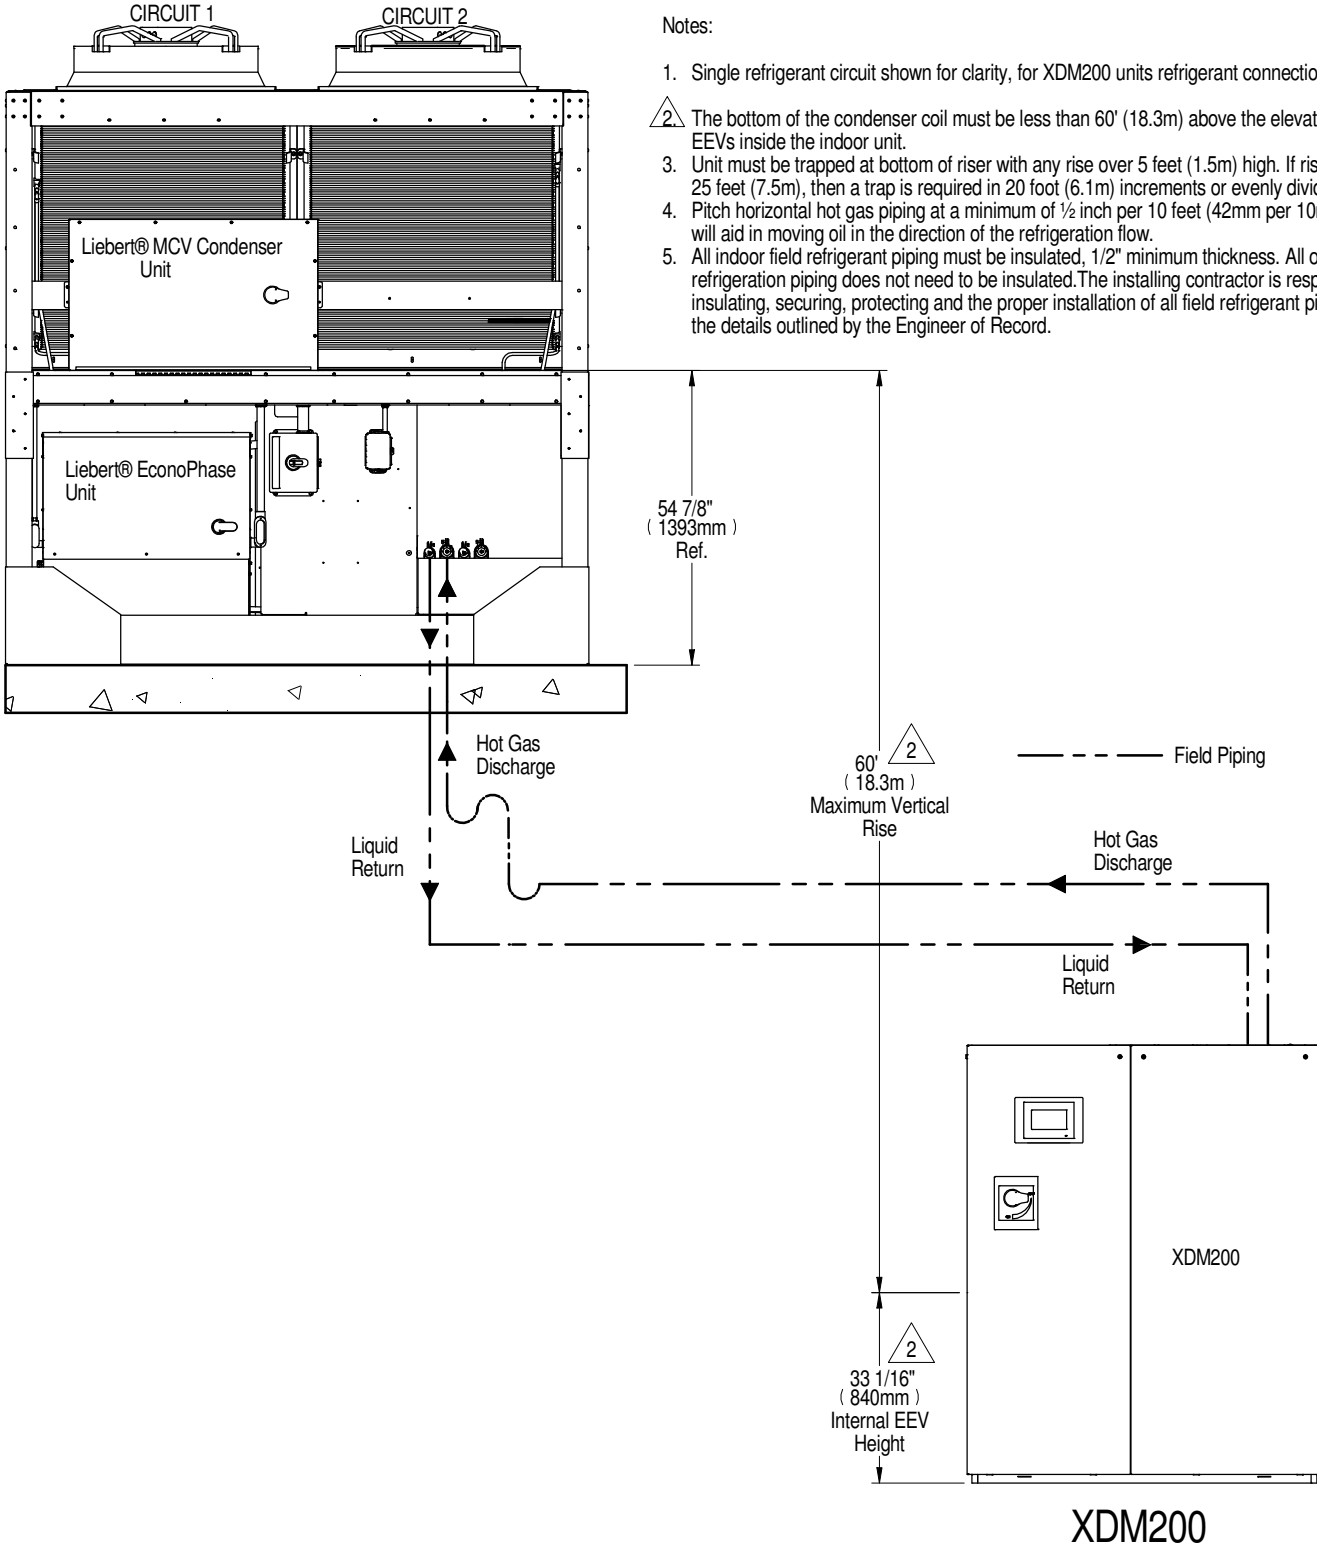 CIRCUIT 1
CIRCUIT 2
Notes:
1. Single refrigerant circuit shown for clarity, for XDM200 units refrigerant
2. The bottom of the condenser coil must be less than 60' (18.3m) above the
EEVs inside the indoor unit.
3. Unit must be trapped at bottom of riser with any rise over 5 feet (1.5m) high. If
25 feet (7.5m), then a trap is required in 20 foot (6.1m) increments or evenly
4. Pitch horizontal hot gas piping at a minimum of ½ inch per 10 feet (42mm per
will aid in moving oil in the direction of the refrigeration flow.
5. All indoor field refrigerant piping must be insulated, 1/2" minimum thickness. All
refrigeration piping does not need to be insulated.The installing contractor is
insulating, securing, protecting and the proper installation of all field refrigerant
the details outlined by the Engineer of Record.
Liebert® MCV Condenser
Unit
Liebert® EconoPhase
Unit
54 7/8"
( 1393mm )
Ref.
Hot Gas
Discharge
2
60'
( 18.3m )
Maximum Vertical
Rise
Field Piping
Liquid
Return
Hot Gas
Discharge
Liquid
Return
XDM200
2
33 1/16"
( 840mm )
Internal EEV
Height
XDM200